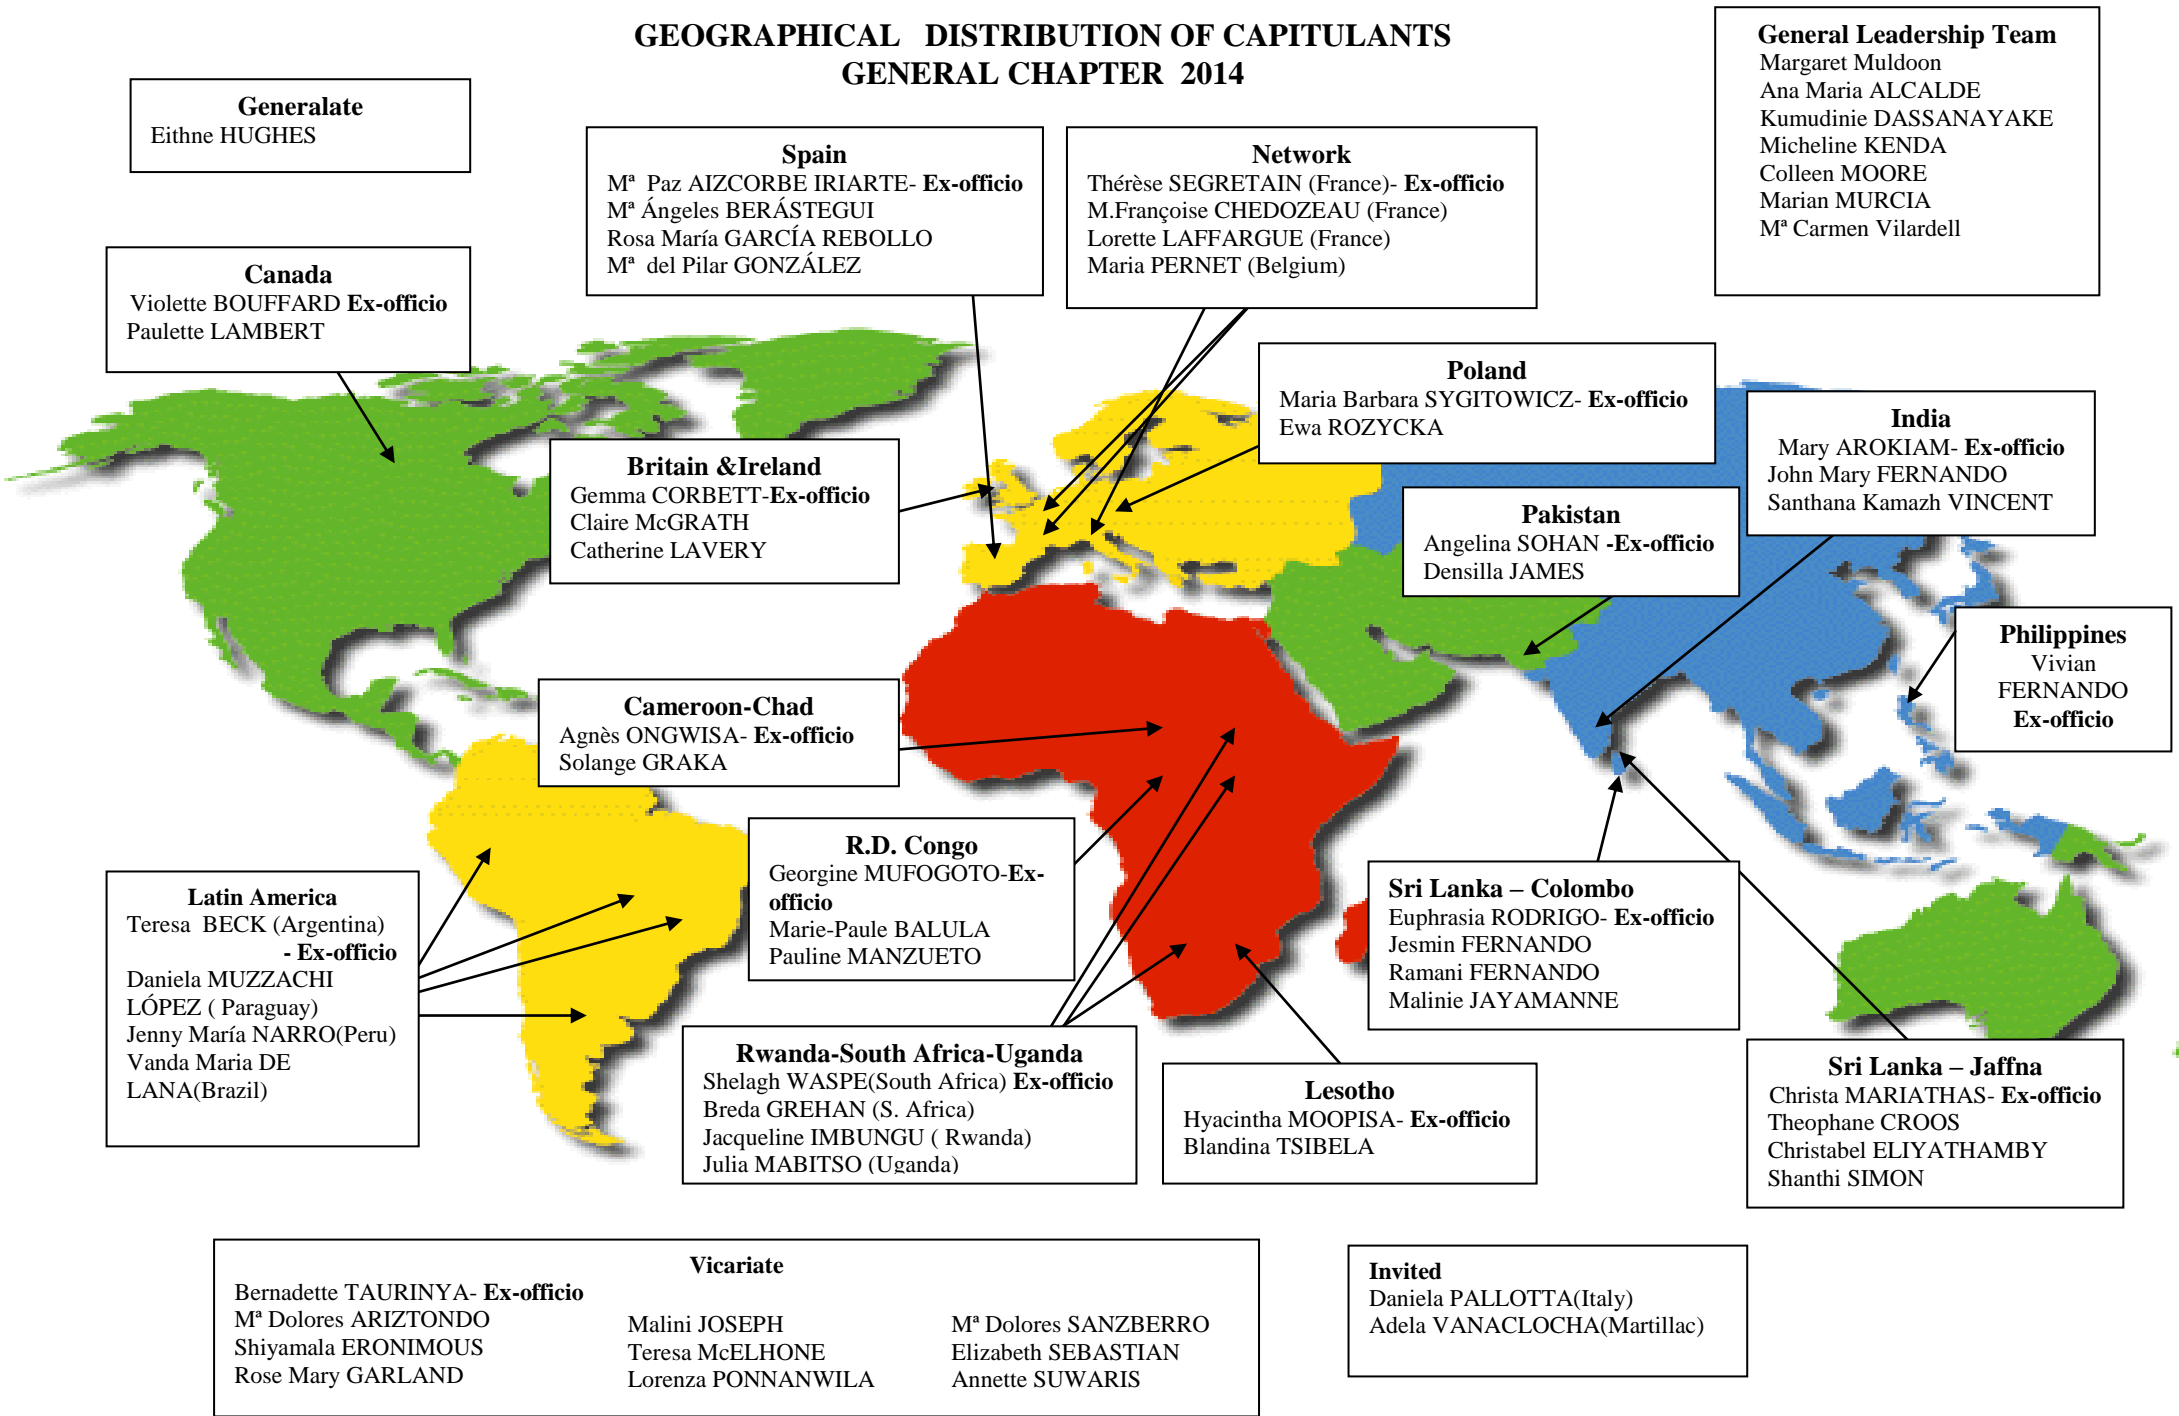 GEOGRAPHICAL DISTRIBUTION OF CAPITULANTS
GENERAL CHAPTER 2014
General Leadership Team
Margaret Muldoon
Ana Maria ALCALDE
Kumudinie DASSANAYAKE
Micheline KENDA
Colleen MOORE
Marian MURCIA
Mª Carmen Vilardell
Generalate
Eithne HUGHES
Spain
Mª Paz AIZCORBE IRIARTE- Ex-officio
Mª Ángeles BERÁSTEGUI
Rosa María GARCÍA REBOLLO
Mª del Pilar GONZÁLEZ
Network
Thérèse SEGRETAIN (France)- Ex-officio
M.Françoise CHEDOZEAU (France)
Lorette LAFFARGUE (France)
Maria PERNET (Belgium)
Canada
Violette BOUFFARD Ex-officio
Paulette LAMBERT
Poland
Maria Barbara SYGITOWICZ- Ex-officio
Ewa ROZYCKA
India
Mary AROKIAM- Ex-officio
John Mary FERNANDO
Santhana Kamazh VINCENT
Britain &Ireland
Gemma CORBETT-Ex-officio
Claire McGRATH
Catherine LAVERY
Pakistan
Angelina SOHAN -Ex-officio
Densilla JAMES
Philippines
Vivian
FERNANDO
Ex-officio
Cameroon-Chad
Agnès ONGWISA- Ex-officio
Solange GRAKA
R.D. Congo
Georgine MUFOGOTO-Ex-
officio
Marie-Paule BALULA
Pauline MANZUETO
Latin America
Teresa BECK (Argentina)
- Ex-officio
Daniela MUZZACHI
LÓPEZ ( Paraguay)
Jenny María NARRO(Peru)
Vanda Maria DE
LANA(Brazil)
Sri Lanka – Colombo
Euphrasia RODRIGO- Ex-officio
Jesmin FERNANDO
Ramani FERNANDO
Malinie JAYAMANNE
Rwanda-South Africa-Uganda
Shelagh WASPE(South Africa) Ex-officio
Breda GREHAN (S. Africa)
Jacqueline IMBUNGU ( Rwanda)
Julia MABITSO (Uganda)
Lesotho
Hyacintha MOOPISA- Ex-officio
Blandina TSIBELA
Sri Lanka – Jaffna
Christa MARIATHAS- Ex-officio
Theophane CROOS
Christabel ELIYATHAMBY
Shanthi SIMON
Vicariate
Bernadette TAURINYA- Ex-officio
Mª Dolores ARIZTONDO
Shiyamala ERONIMOUS
Rose Mary GARLAND
Malini JOSEPH
Teresa McELHONE
Lorenza PONNANWILA
Mª Dolores SANZBERRO
Elizabeth SEBASTIAN
Annette SUWARIS
Invited
Daniela PALLOTTA(Italy)
Adela VANACLOCHA(Martillac)